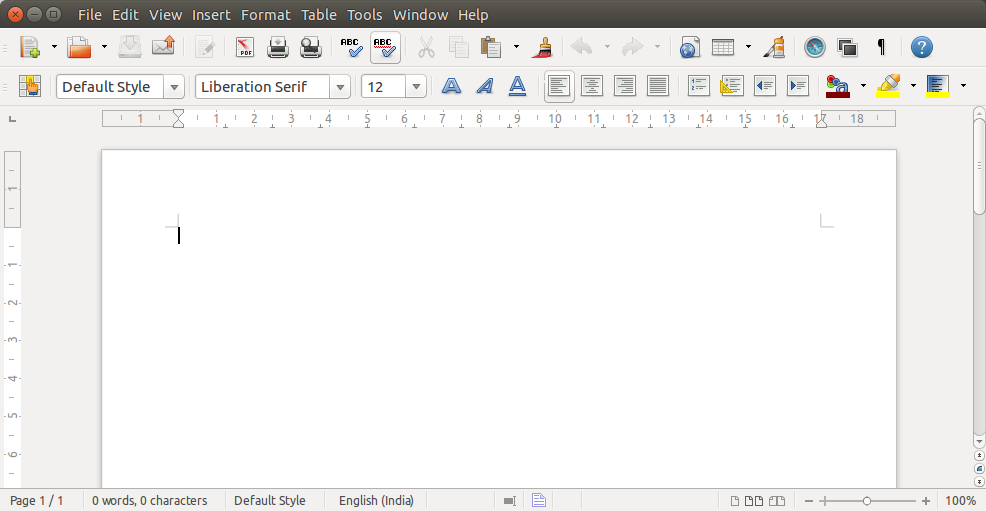 File Edit View Insert Format Table Tools Window Help
PDF ABC ABC
Default Style Liberation Serif 12 A A A a
1 1 2 3 4 5 6 7 8 9 10 11 12 13 14 15 16 17 18
1
1
2
3
4
5
6
Page 1 / 1 0 words, 0 characters Default Style English (India) 100%